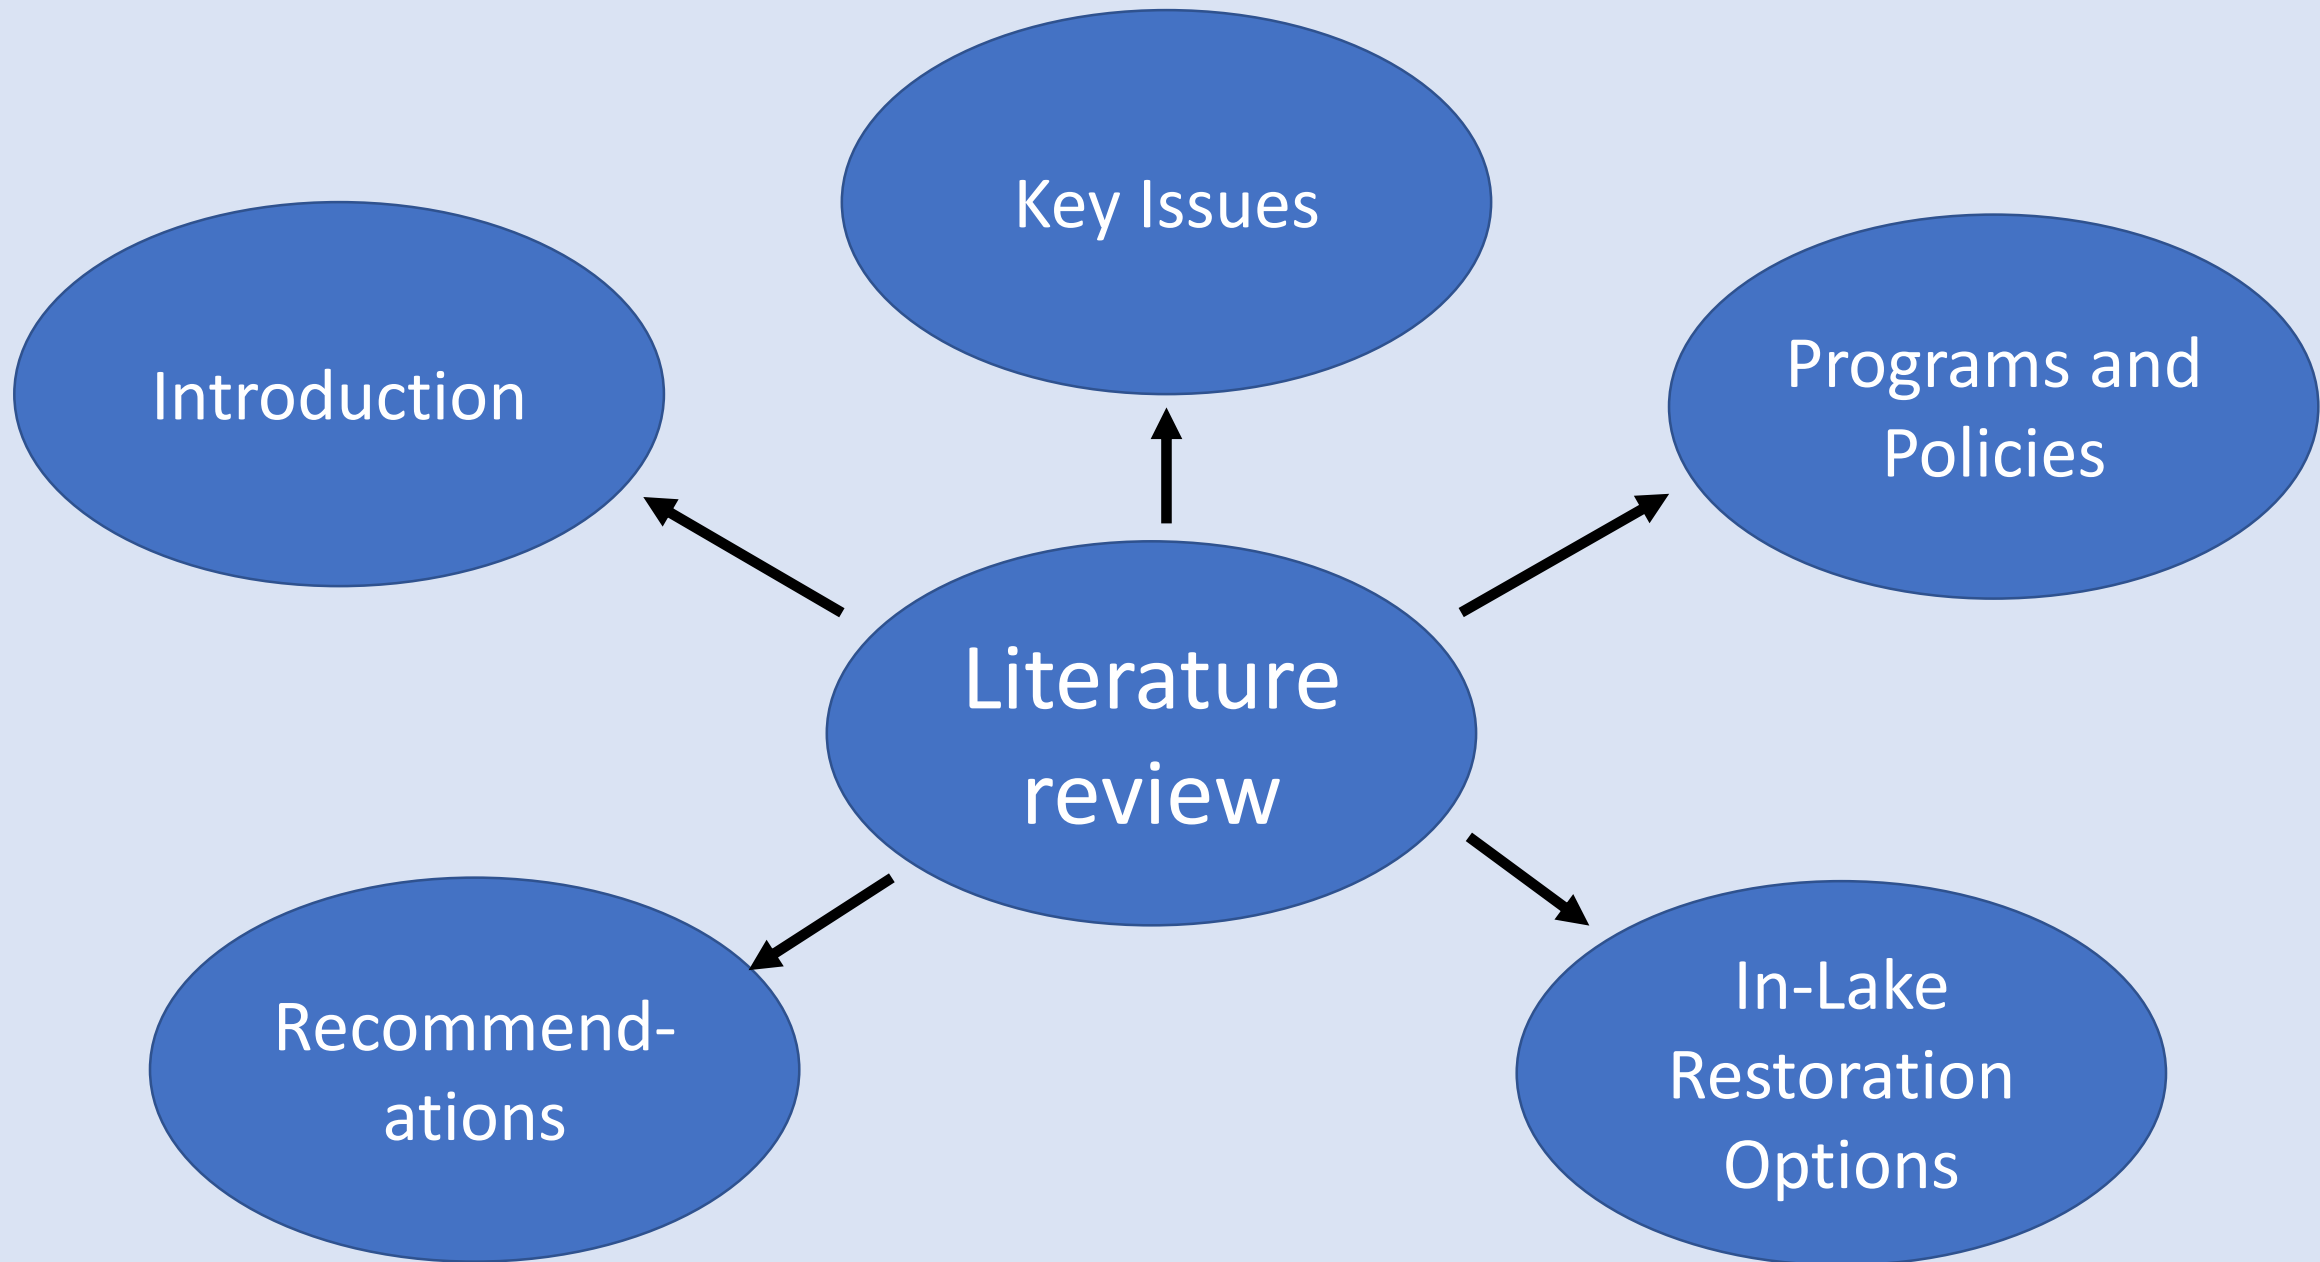 Key Issues
Introduction
Programs and
Policies
Literature
review
Recommend-
ations
In-Lake
Restoration
Options